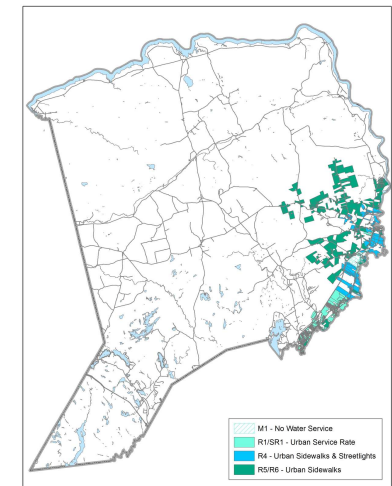 M1 - No Water Service
R1/SR1 - Urban Service Rate
R4 - Urban Sidewalks & Streetlights
R5/R6 - Urban Sidewalks